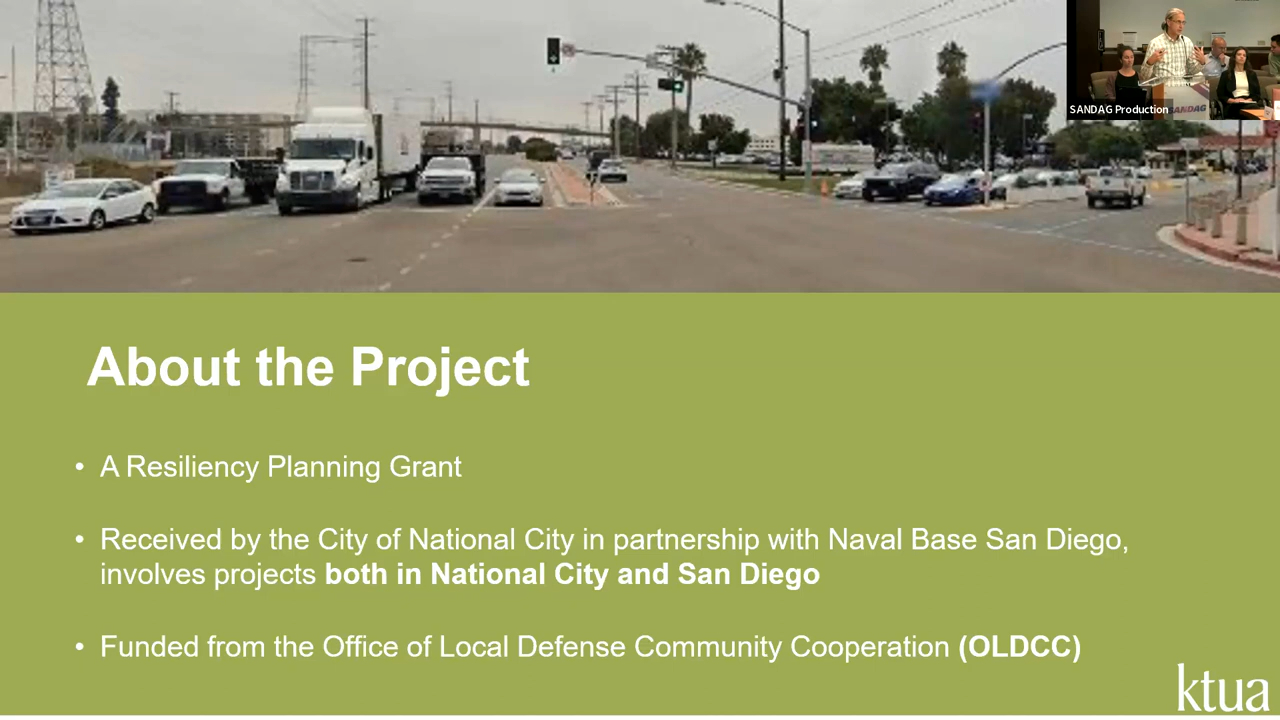 SANDAG Production
SANDAG
About the Project
• A Resiliency Planning Grant
• Received by the City of National City in partnership with Naval Base San Diego,
involves projects both in National City and San Diego
• Funded from the Office of Local Defense Community Cooperation (OLDCC)
ktua